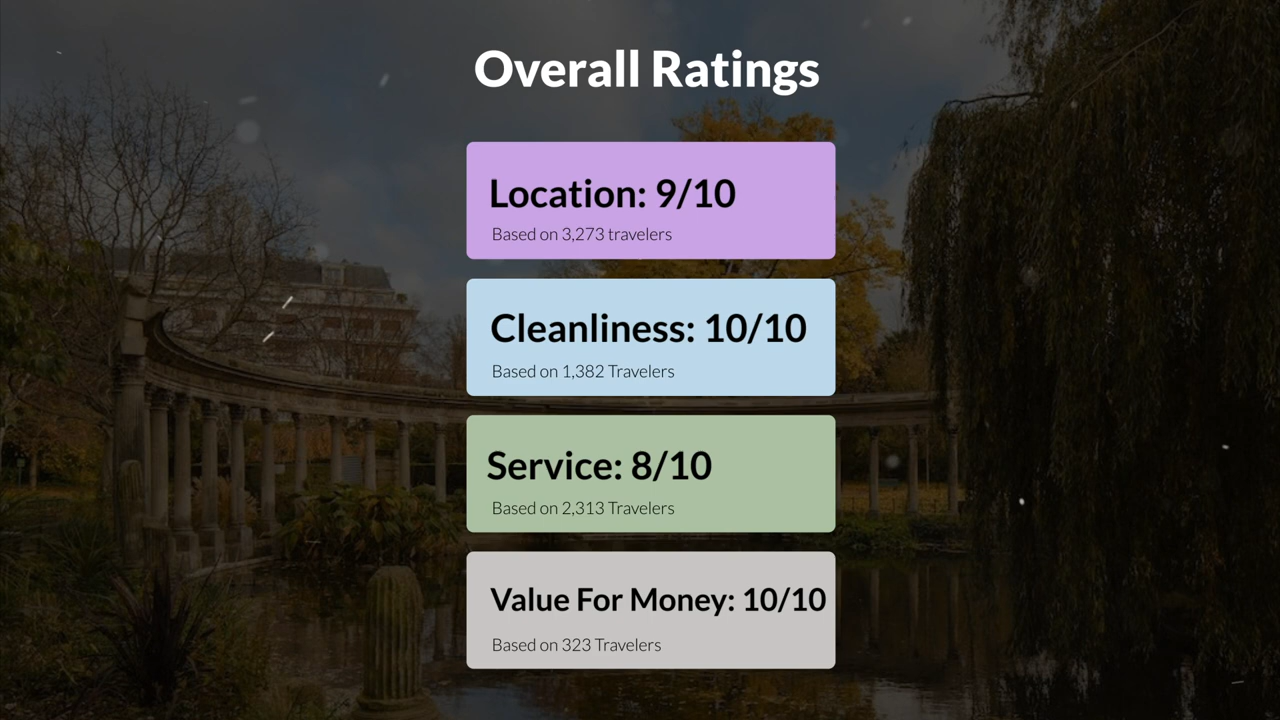 Overall Ratings
Location: 9/10
Based on 3,273 travelers
Cleanliness: 10/10
Based on 1,382 Travelers
Service: 8/10
Based on 2,313 Travelers
Value For Money: 10/10
Based on 323 Travelers